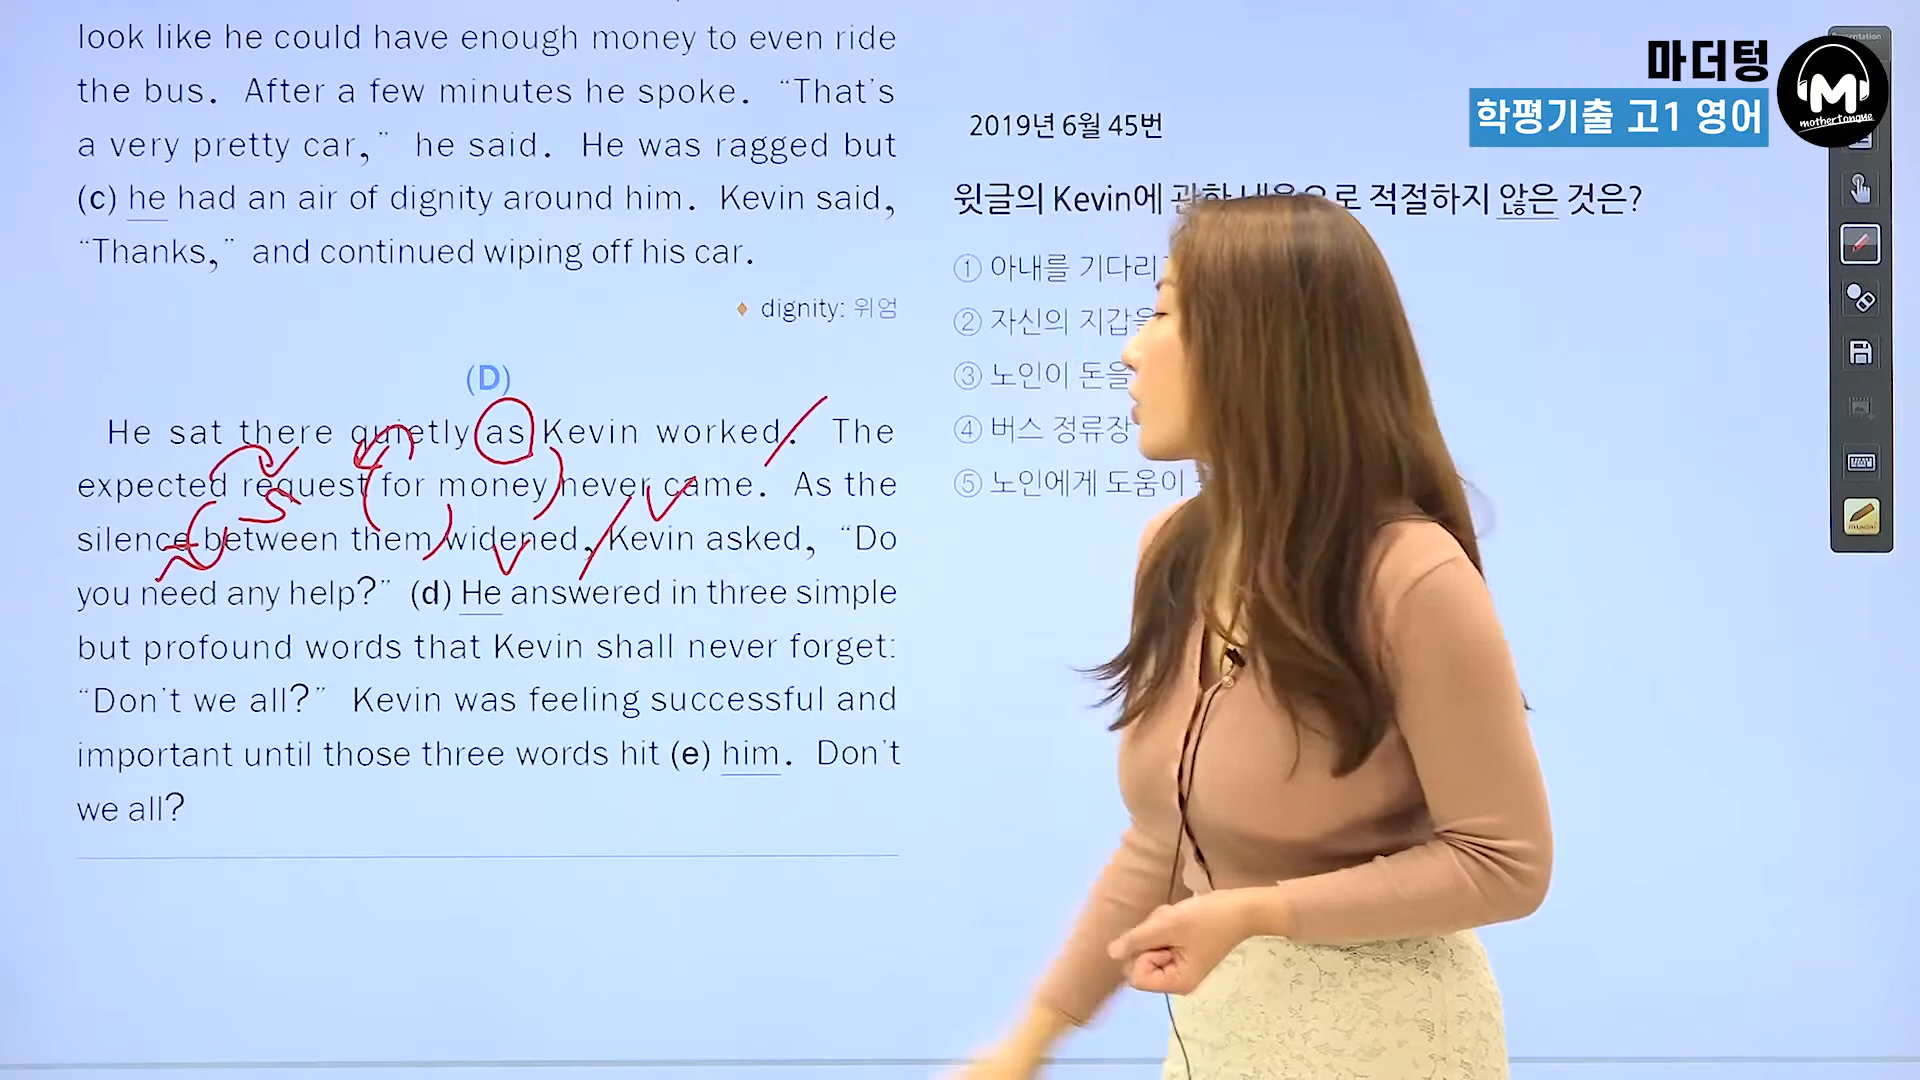 look like he could have enough money to even ride
the bus. After a few minutes he spoke. “That’s
a very pretty car,” he said. He was ragged but
(c) he had an air of dignity around him. Kevin said,
“Thanks,” and continued wiping off his car.
♦ dignity: 위엄
(D)
He sat there quietly as Kevin worked. The
expected request for money never came. As the
silence between them widened, Kevin asked, “Do
you need any help?” (d) He answered in three simple
but profound words that Kevin shall never forget:
“Don’t we all?” Kevin was feeling successful and
important until those three words hit (e) him. Don’t
we all?
2019년 6월 45번
윗글의 Kevin에 관한 내용으로 적절하지 않은 것은?
① 아내를 기다리
② 자신의 지갑을
③ 노인이 돈을
④ 버스 정류장
⑤ 노인에게 도움이
마더텅
학평기출 고1 영어
M
mothertongue
S